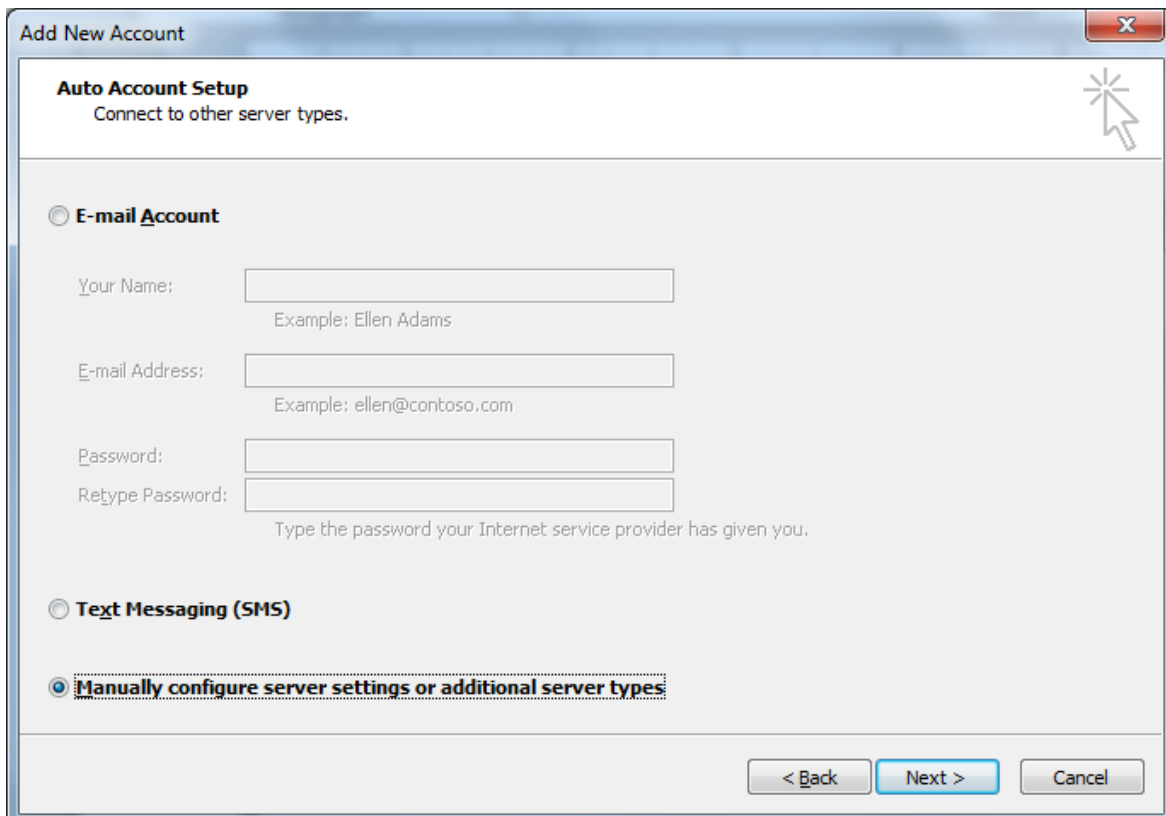 Add New Account
Auto Account Setup
Connect to other server types.
E-mail Account
Your Name:
Example: Ellen Adams
E-mail Address:
Example: ellen@contoso.com
Password:
Retype Password:
Type the password your Internet service provider has given you.
Text Messaging (SMS)
Manually configure server settings or additional server types
< Back Next > Cancel